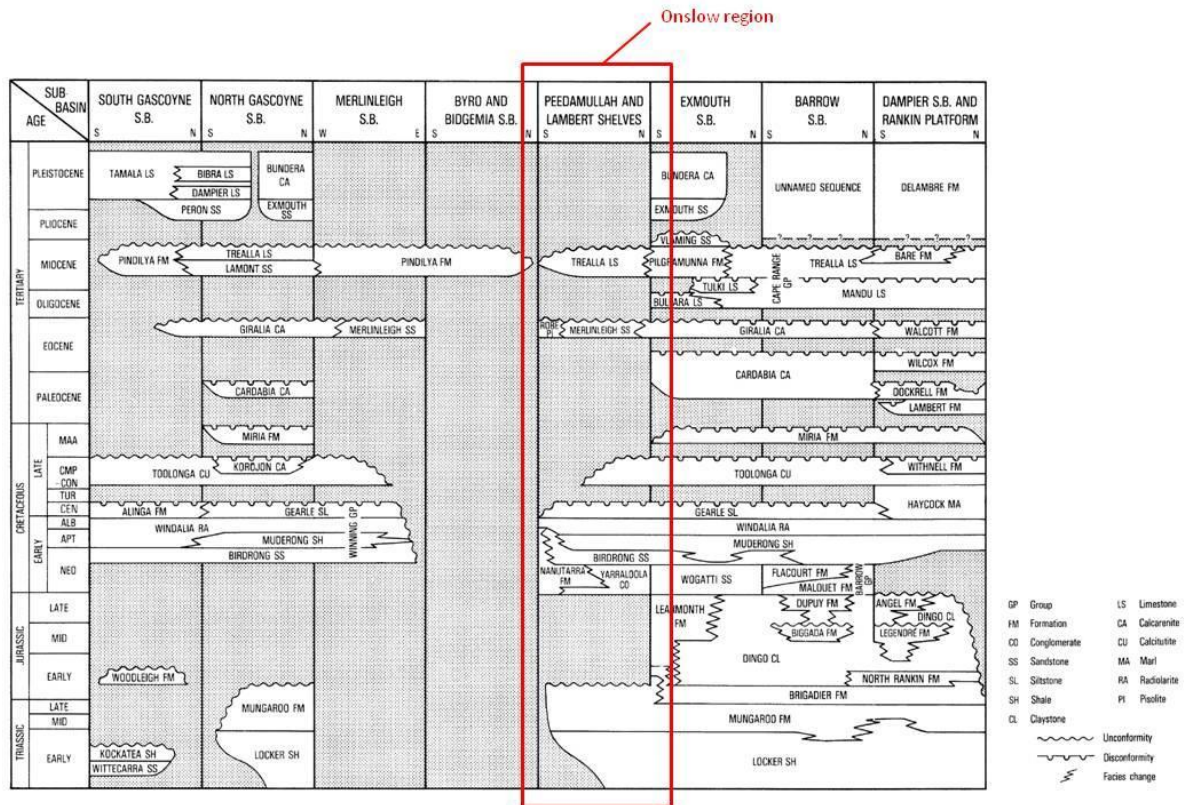 Onslow region
SUB-BASIN
AGE
SOUTH GASCOYNE S.B.
S N
NORTH GASCOYNE S.B.
S N
MERLINLEIGH S.B.
W E
BYRO AND BIDGEMIA S.B.
S N
PEEDAMULLAH AND LAMBERT SHELVES
S N
EXMOUTH S.B.
S N
BARROW S.B.
S N
DAMPIER S.B. AND RANKIN PLATFORM
S N
TERTIARY
PLEISTOCENE
TAMALA LS
BIBRA LS
DAMPIER LS
BUNDERA CA
BUNDERA CA
UNNAMED SEQUENCE
DELAMBRE FM
PERON SS
EXMOUTH SS
EXMOUTH SS
PLIOCENE
VLAMING SS
? ? ? ? ?
MIOCENE
PINDILYA FM
TREALLA LS
LAMONT SS
PINDILYA FM
TREALLA LS
PILGRAMUNNA FM
CAPE RANGE GP
TREALLA LS
BARE FM
TULKI LS
MANDU LS
OLIGOCENE
BULLARA LS
EOCENE
GIRALIA CA
MERLINLEIGH SS
ROBE PI
MERLINLEIGH SS
GIRALIA CA
WALCOTT FM
WILCOX FM
CARDABIA CA
PALEOCENE
CARDABIA CA
DOCKRELL FM
LAMBERT FM
CRETACEOUS
LATE
MAA
MIRIA FM
MIRIA FM
CMP
-CON
TOOLONGA CU
KOROJON CA
TOOLONGA CU
WITHNELL FM
TUR
HAYCOCK MA
CEN
ALINGA FM
GEARLE SL
WINNING GP
GEARLE SL
EARLY
ALB
WINDALIA RA
WINDALIA RA
APT
MUDERONG SH
MUDERONG SH
BIRDRONG SS
BIRDRONG SS
NEO
NANUTARRA FM
YARRALOOLA CO
WOGATTI SS
FLACOURT FM
MALOUET FM
BARROW GP
JURASSIC
LATE
LEARMONTH FM
DUPUY FM
ANGEL FM
DINGO CL
MID
BIGGADA FM
LEGENDRE FM
DINGO CL
EARLY
WOODLEIGH FM
NORTH RANKIN FM
BRIGADIER FM
TRIASSIC
LATE
MUNGAROO FM
MUNGAROO FM
MID
EARLY
KOCKATEA SH
WITTECARRA SS
LOCKER SH
LOCKER SH
GP Group
FM Formation
CO Conglomerate
SS Sandstone
SL Siltstone
SH Shale
CL Claystone
LS Limestone
CA Calcarenite
CU Calcitutite
MA Marl
RA Radiolarite
PI Pisolite
Unconformity
Disconformity
Facies change